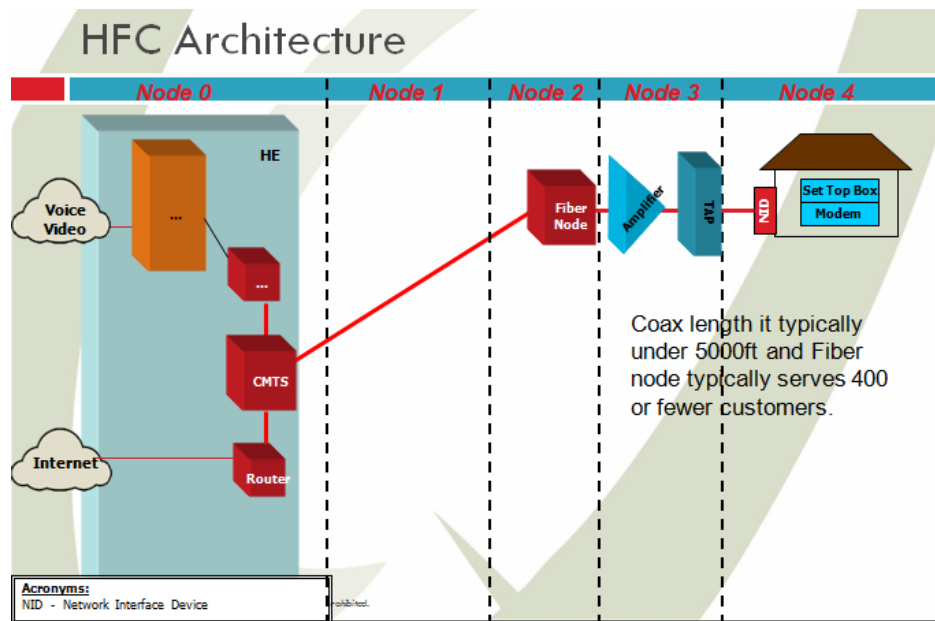 HFC Architecture
Node 0 Node 1 Node 2 Node 3 Node 4
HE
...
Voice
Video
...
CMTS
Internet
Router
Fiber
Node
Amplifier
TAP
NID
Set Top Box
Modem
Coax length it typically
under 5000ft and Fiber
node typically serves 400
or fewer customers.
Acronyms:
NID - Network Interface Device